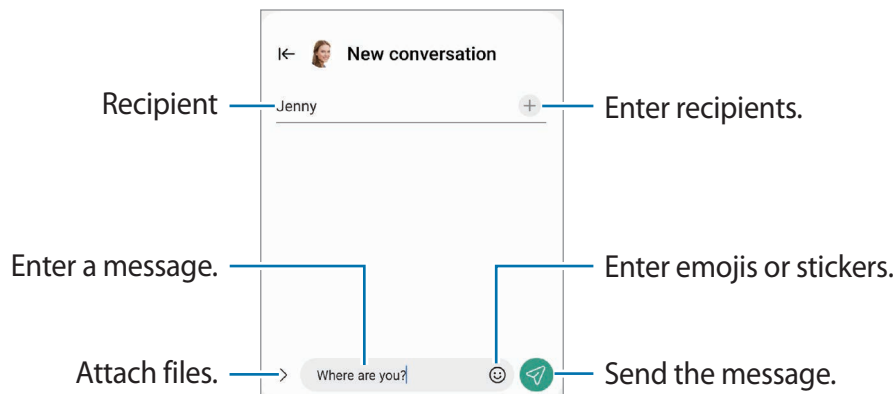 New conversation
Recipient
Jenny
Enter recipients.
Enter a message.
Enter emojis or stickers.
Attach files.
Where are you?
Send the message.